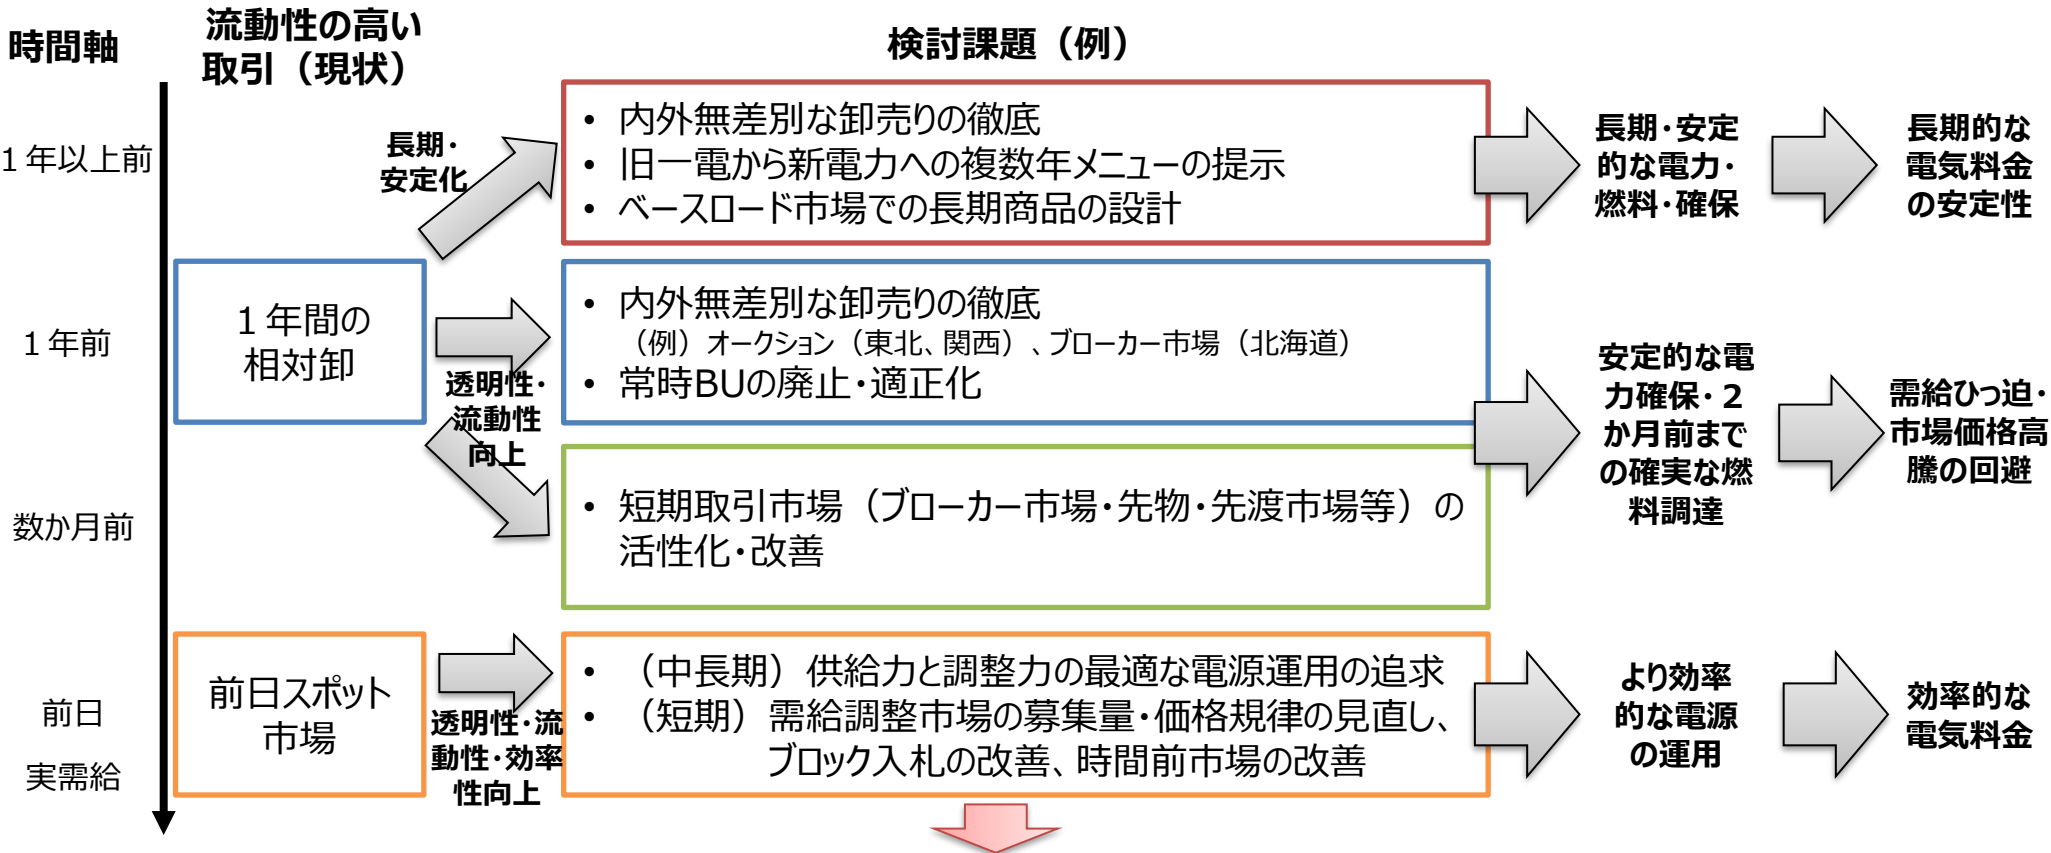 時間軸
流動性の高い
取引（現状）
検討課題（例）
１年以上前
長期・
安定化
• 内外無差別な卸売りの徹底
• 旧一電から新電力への複数年メニューの提示
• ベースロード市場での長期商品の設計
長期・安定
的な電力・
燃料・確保
長期的な
電気料金
の安定性
１年前
１年間の
相対卸
透明性・
流動性
向上
• 内外無差別な卸売りの徹底
（例）オークション（東北、関西）、ブローカー市場（北海道）
• 常時BUの廃止・適正化
数か月前
• 短期取引市場（ブローカー市場・先物・先渡市場等）の
活性化・改善
安定的な電
力確保・２
か月前まで
の確実な燃
料調達
需給ひっ迫・
市場価格高
騰の回避
前日
実需給
前日スポット
市場
透明性・流
動性・効率
性向上
• （中長期）供給力と調整力の最適な電源運用の追求
• （短期）需給調整市場の募集量・価格規律の見直し、
ブロック入札の改善、時間前市場の改善
より効率
的な電源
の運用
効率的な
電気料金